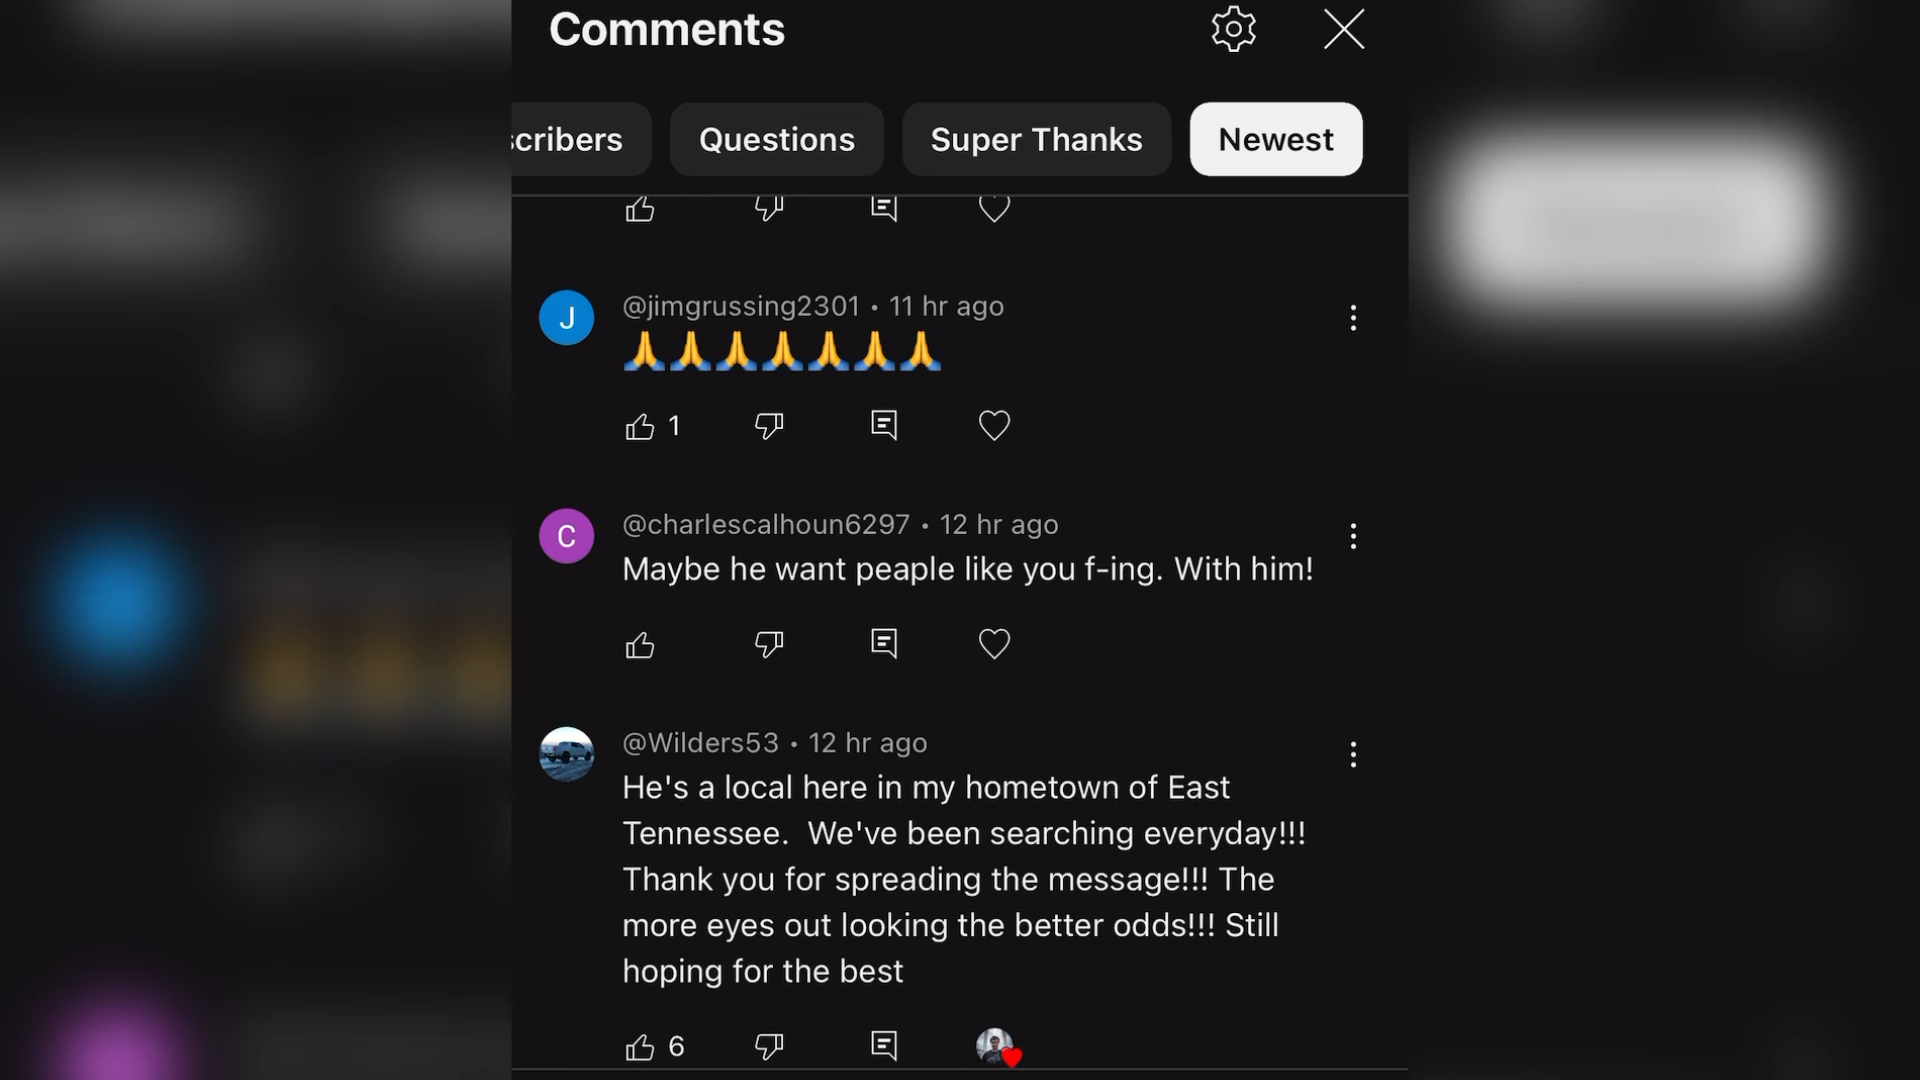 Comments
scribers Questions Super Thanks Newest
J
@jimgrussing2301 • 11 hr ago
🙏🙏🙏🙏🙏🙏🙏
1
C
@charlescalhoun6297 • 12 hr ago
Maybe he want peaple like you f-ing. With him!
@Wilders53 • 12 hr ago
He's a local here in my hometown of East
Tennessee.  We've been searching everyday!!!
Thank you for spreading the message!!! The
more eyes out looking the better odds!!! Still
hoping for the best
6